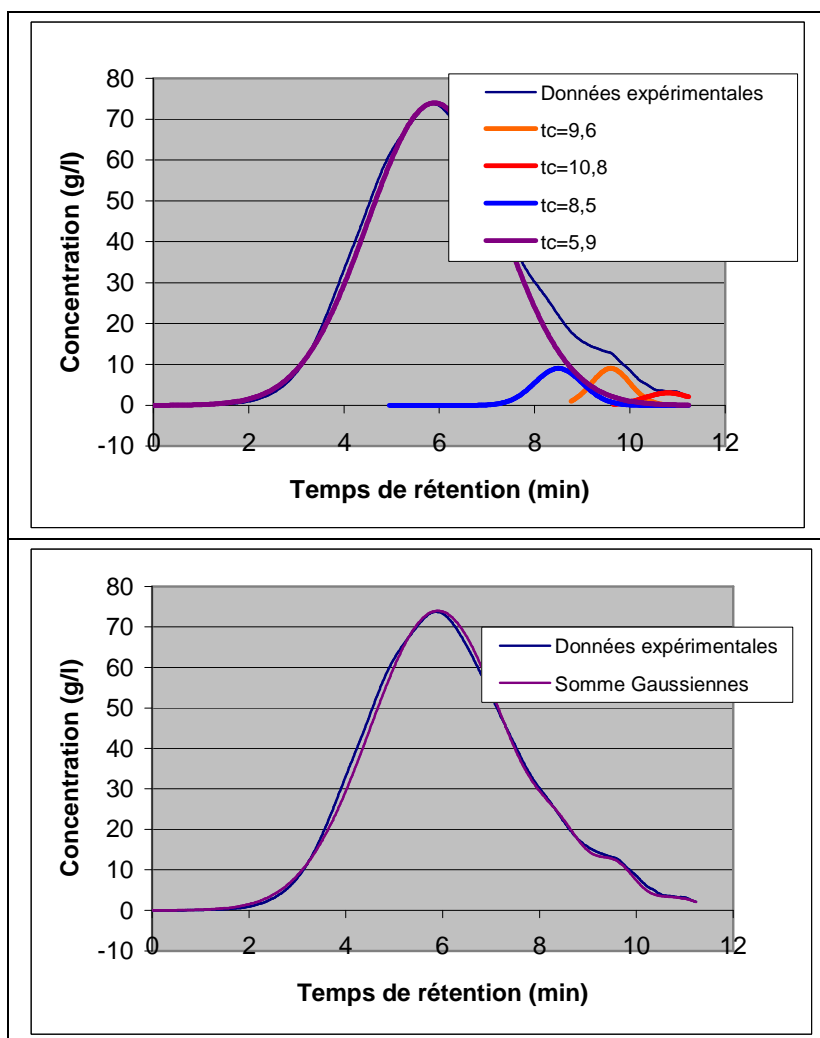 80
70
60
50
40
30
20
10
0
-10
0 2 4 6 8 10 12
Concentration (g/l)
Temps de rétention (min)
Données expérimentales
tc=9,6
tc=10,8
tc=8,5
tc=5,9
80
70
60
50
40
30
20
10
0
-10
0 2 4 6 8 10 12
Concentration (g/l)
Temps de rétention (min)
Données expérimentales
Somme Gaussiennes